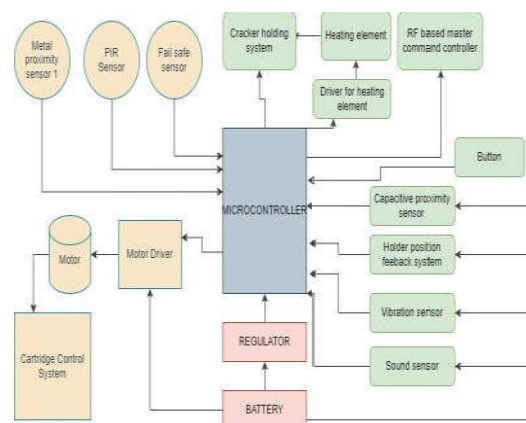 Metal
proximity
sensor 1
PIR
Sensor
Fail safe
sensor
Cracker holding
system
Heating element
RF based master
command controller
Driver for heating
element
Button
MICROCONTROLLER
Capacitive proximity
sensor
Motor
Motor Driver
Holder position
feeback system
Cartridge Control
System
Vibration sensor
REGULATOR
Sound sensor
BATTERY